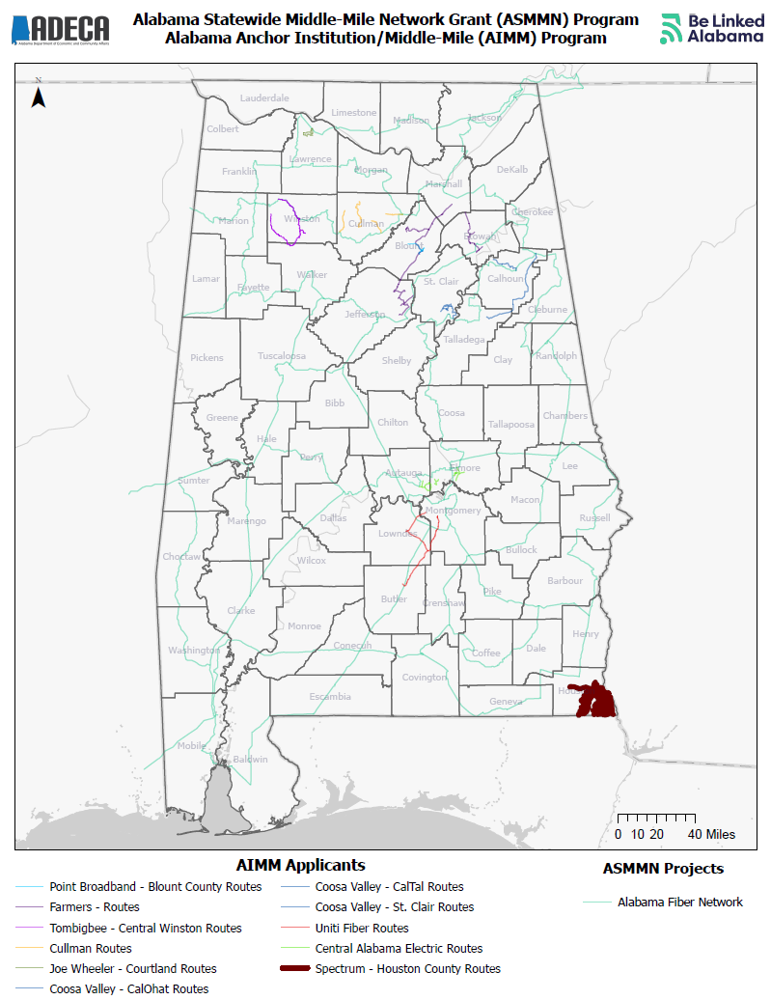 ADECA
Alabama Department of Economic and Community Affairs
Alabama Statewide Middle-Mile Network Grant (ASMMN) Program
Alabama Anchor Institution/Middle-Mile (AIMM) Program
Be Linked
Alabama
N
Lauderdale
Limestone
Madison
Jackson
Colbert
Lawrence
Franklin
Morgan
Marshall
DeKalb
Cherokee
Marion
Winston
Cullman
Etowah
Blount
Lamar
Fayette
Walker
St. Clair
Calhoun
Jefferson
Cleburne
Talladega
Pickens
Tuscaloosa
Shelby
Clay
Randolph
Bibb
Chilton
Coosa
Tallapoosa
Chambers
Greene
Hale
Perry
Autauga
Elmore
Lee
Sumter
Macon
Marengo
Dallas
Montgomery
Russell
Lowndes
Choctaw
Wilcox
Bullock
Barbour
Butler
Crenshaw
Pike
Clarke
Monroe
Henry
Washington
Conecuh
Coffee
Dale
Covington
Escambia
Geneva
Mobile
Baldwin
0 10 20 40 Miles
AIMM Applicants
Point Broadband - Blount County Routes
Farmers - Routes
Tombigbee - Central Winston Routes
Cullman Routes
Joe Wheeler - Courtland Routes
Coosa Valley - CalOhat Routes
Coosa Valley - CalTal Routes
Coosa Valley - St. Clair Routes
Uniti Fiber Routes
Central Alabama Electric Routes
Spectrum - Houston County Routes
ASMMN Projects
Alabama Fiber Network